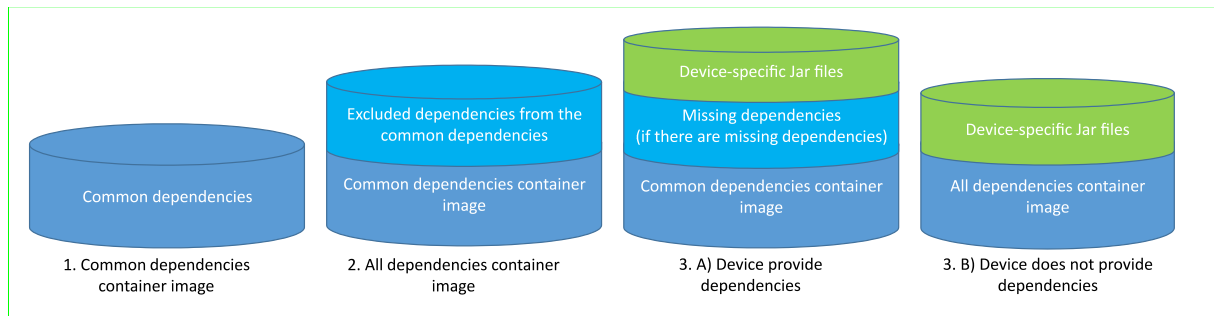 Common dependencies
1. Common dependencies
container image
Excluded dependencies from the
common dependencies
Common dependencies container
image
2. All dependencies container
image
Device-specific Jar files
Missing dependencies
(if there are missing dependencies)
Common dependencies container
image
3. A) Device provide
dependencies
Device-specific Jar files
All dependencies container
image
3. B) Device does not provide
dependencies